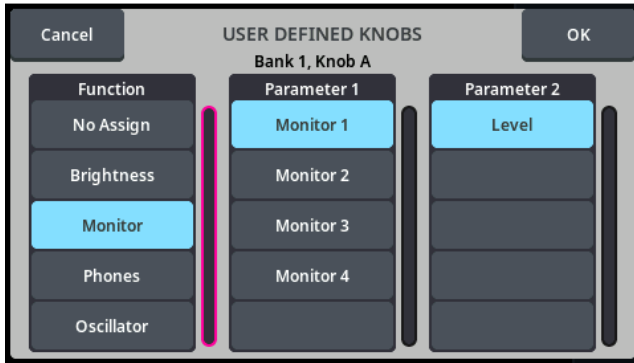 Cancel
USER DEFINED KNOBS
OK
Bank 1, Knob A
Function
No Assign
Brightness
Monitor
Phones
Oscillator
Parameter 1
Monitor 1
Monitor 2
Monitor 3
Monitor 4
Parameter 2
Level